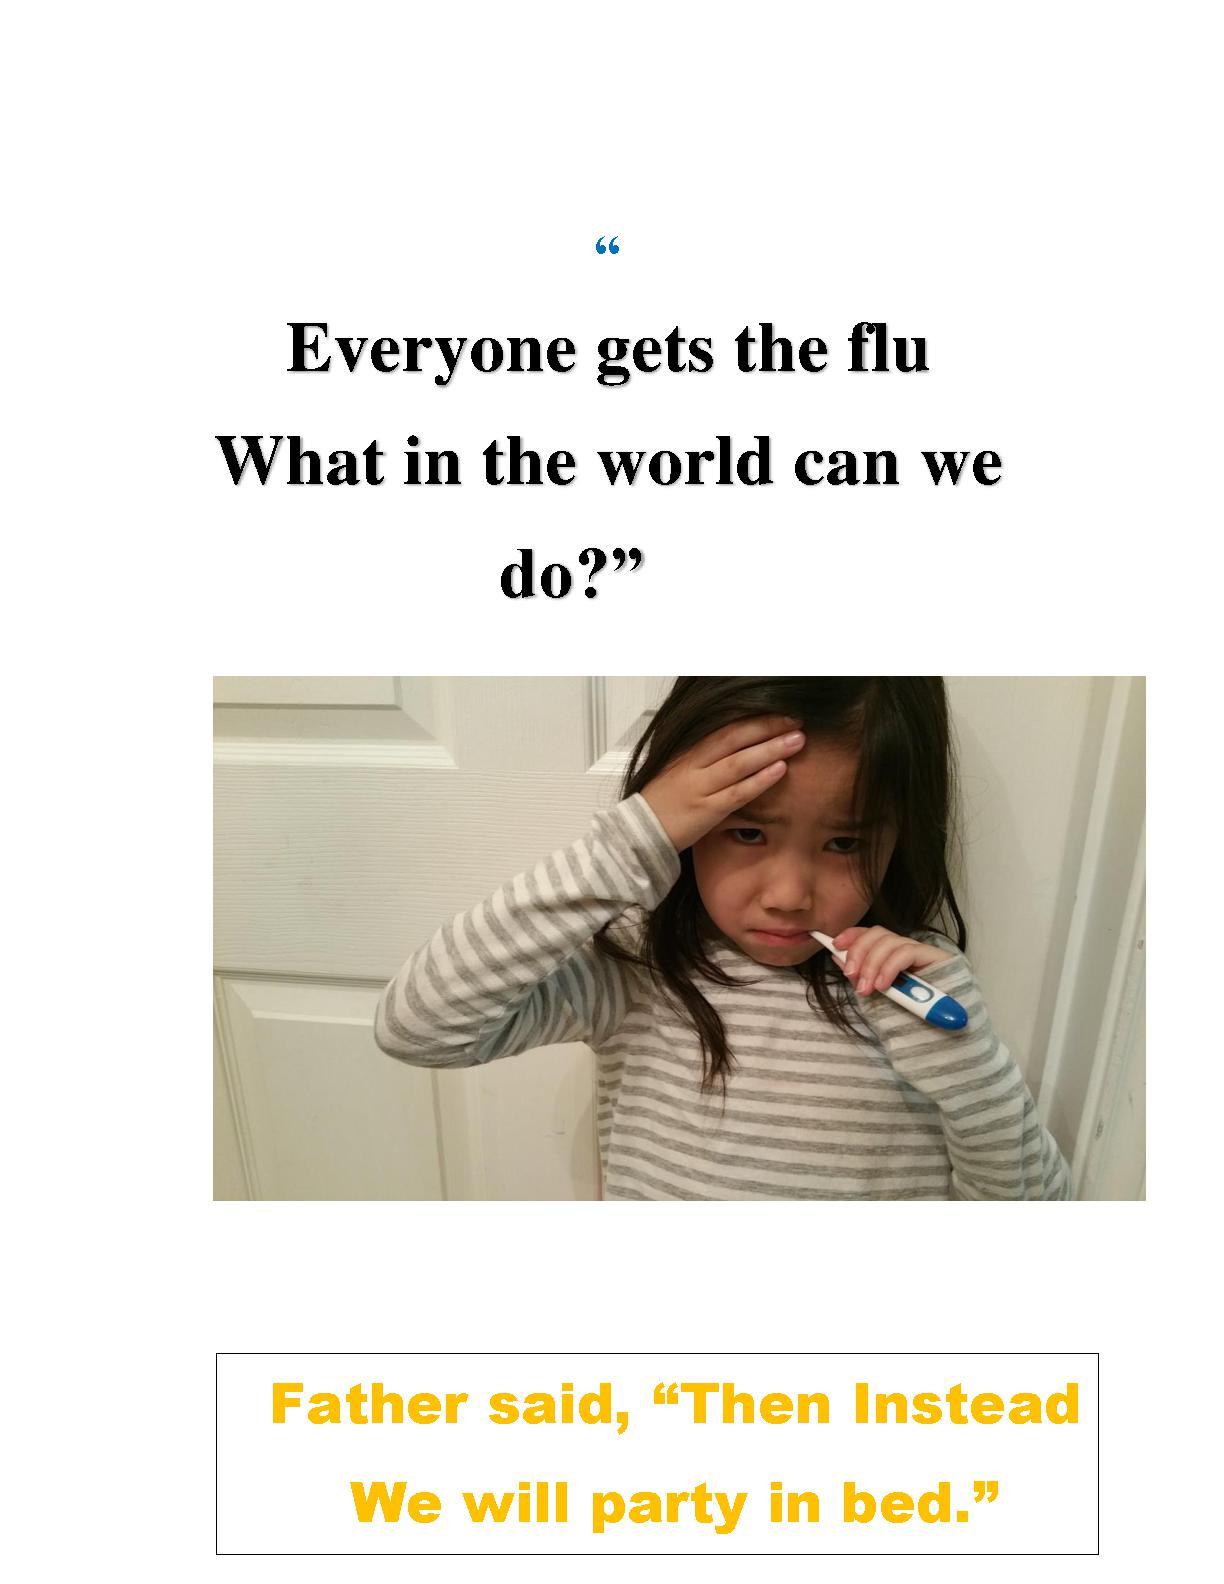 “
Everyone gets the flu
What in the world can we
do?”
Father said, “Then Instead
We will party in bed.”